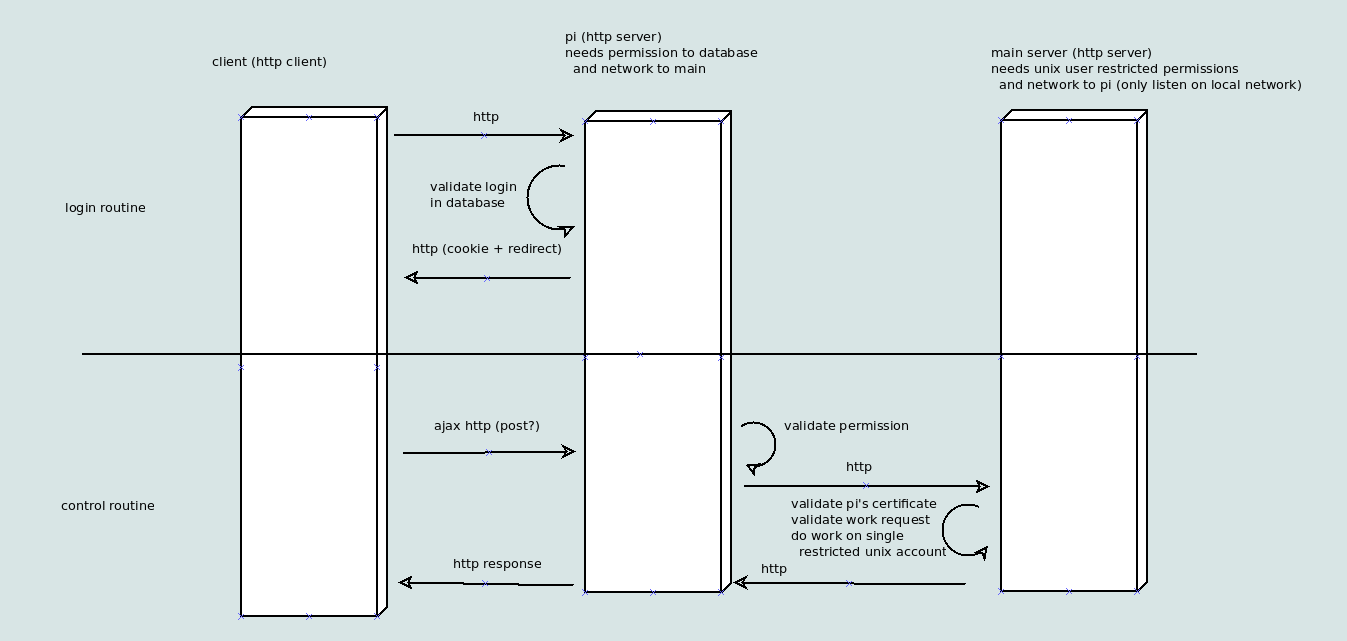 pi (http server)
needs permission to database
and network to main
main server (http server)
needs unix user restricted permissions
and network to pi (only listen on local network)
client (http client)
http
validate login
in database
login routine
http (cookie + redirect)
ajax http (post?)
validate permission
http
control routine
validate pi's certificate
validate work request
do work on single
restricted unix account
http response
http